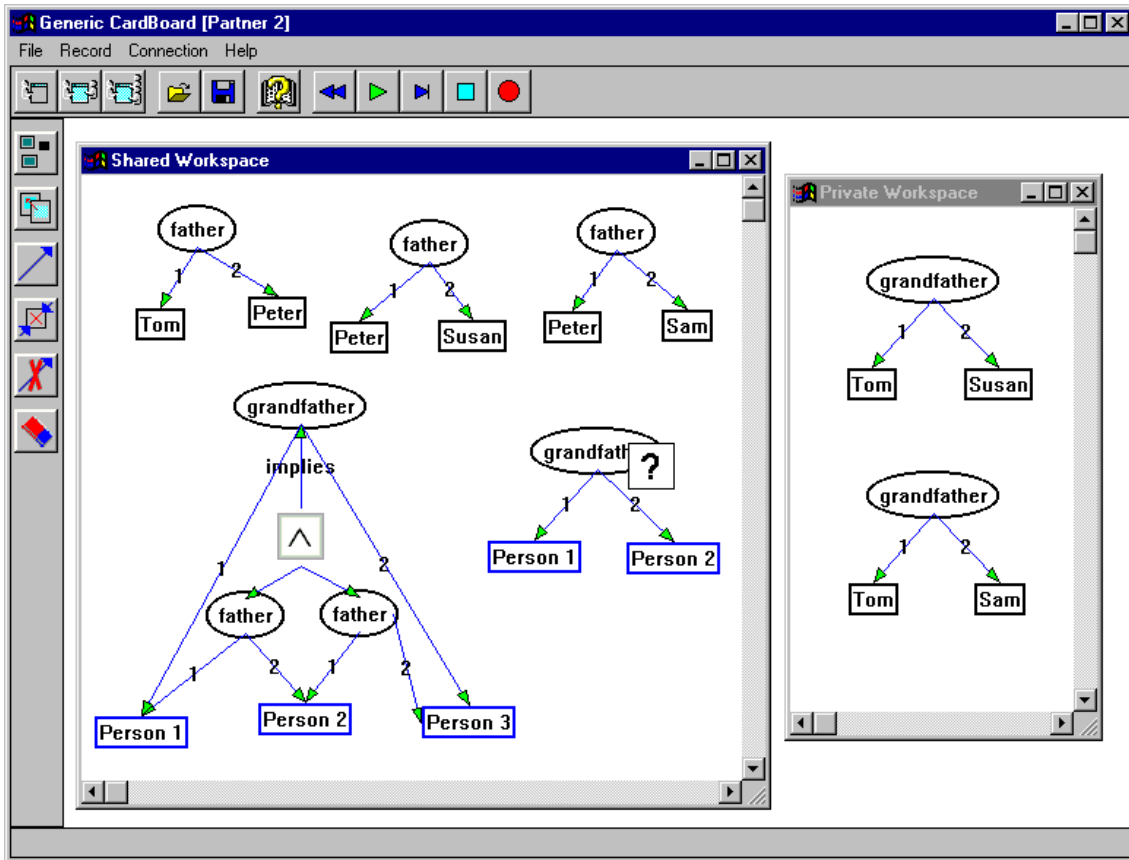 Generic CardBoard [Partner 2]
File Record Connection Help
Shared Workspace
father
1 2
Tom Peter
father
1 2
Peter Susan
father
1 2
Peter Sam
grandfather
implies
^
1 2
father father
1 2 1 2
Person 1 Person 2 Person 3
grandfath ?
1 2
Person 1 Person 2
Private Workspace
grandfather
1 2
Tom Susan
grandfather
1 2
Tom Sam